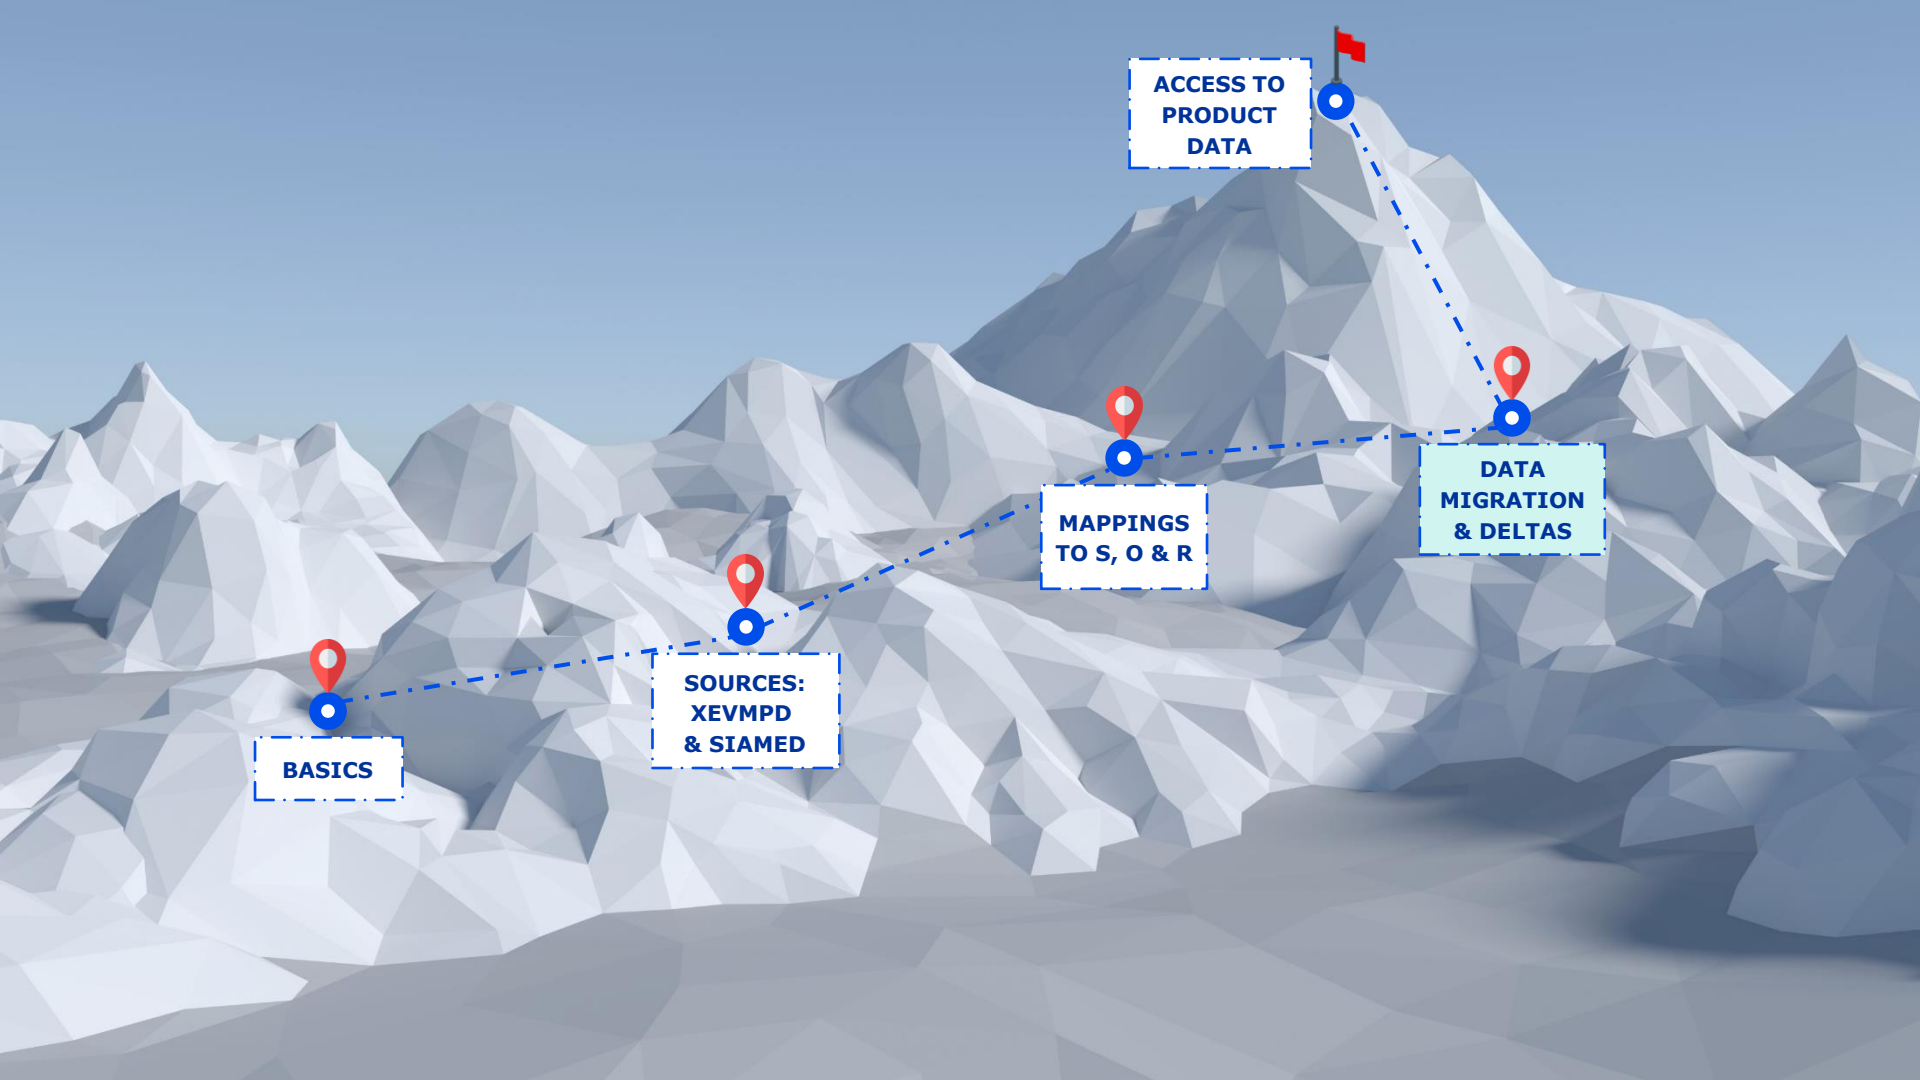 ACCESS TO
PRODUCT
DATA
DATA
MIGRATION
& DELTAS
MAPPINGS
TO S, O & R
SOURCES:
XEVMPD
& SIAMED
BASICS